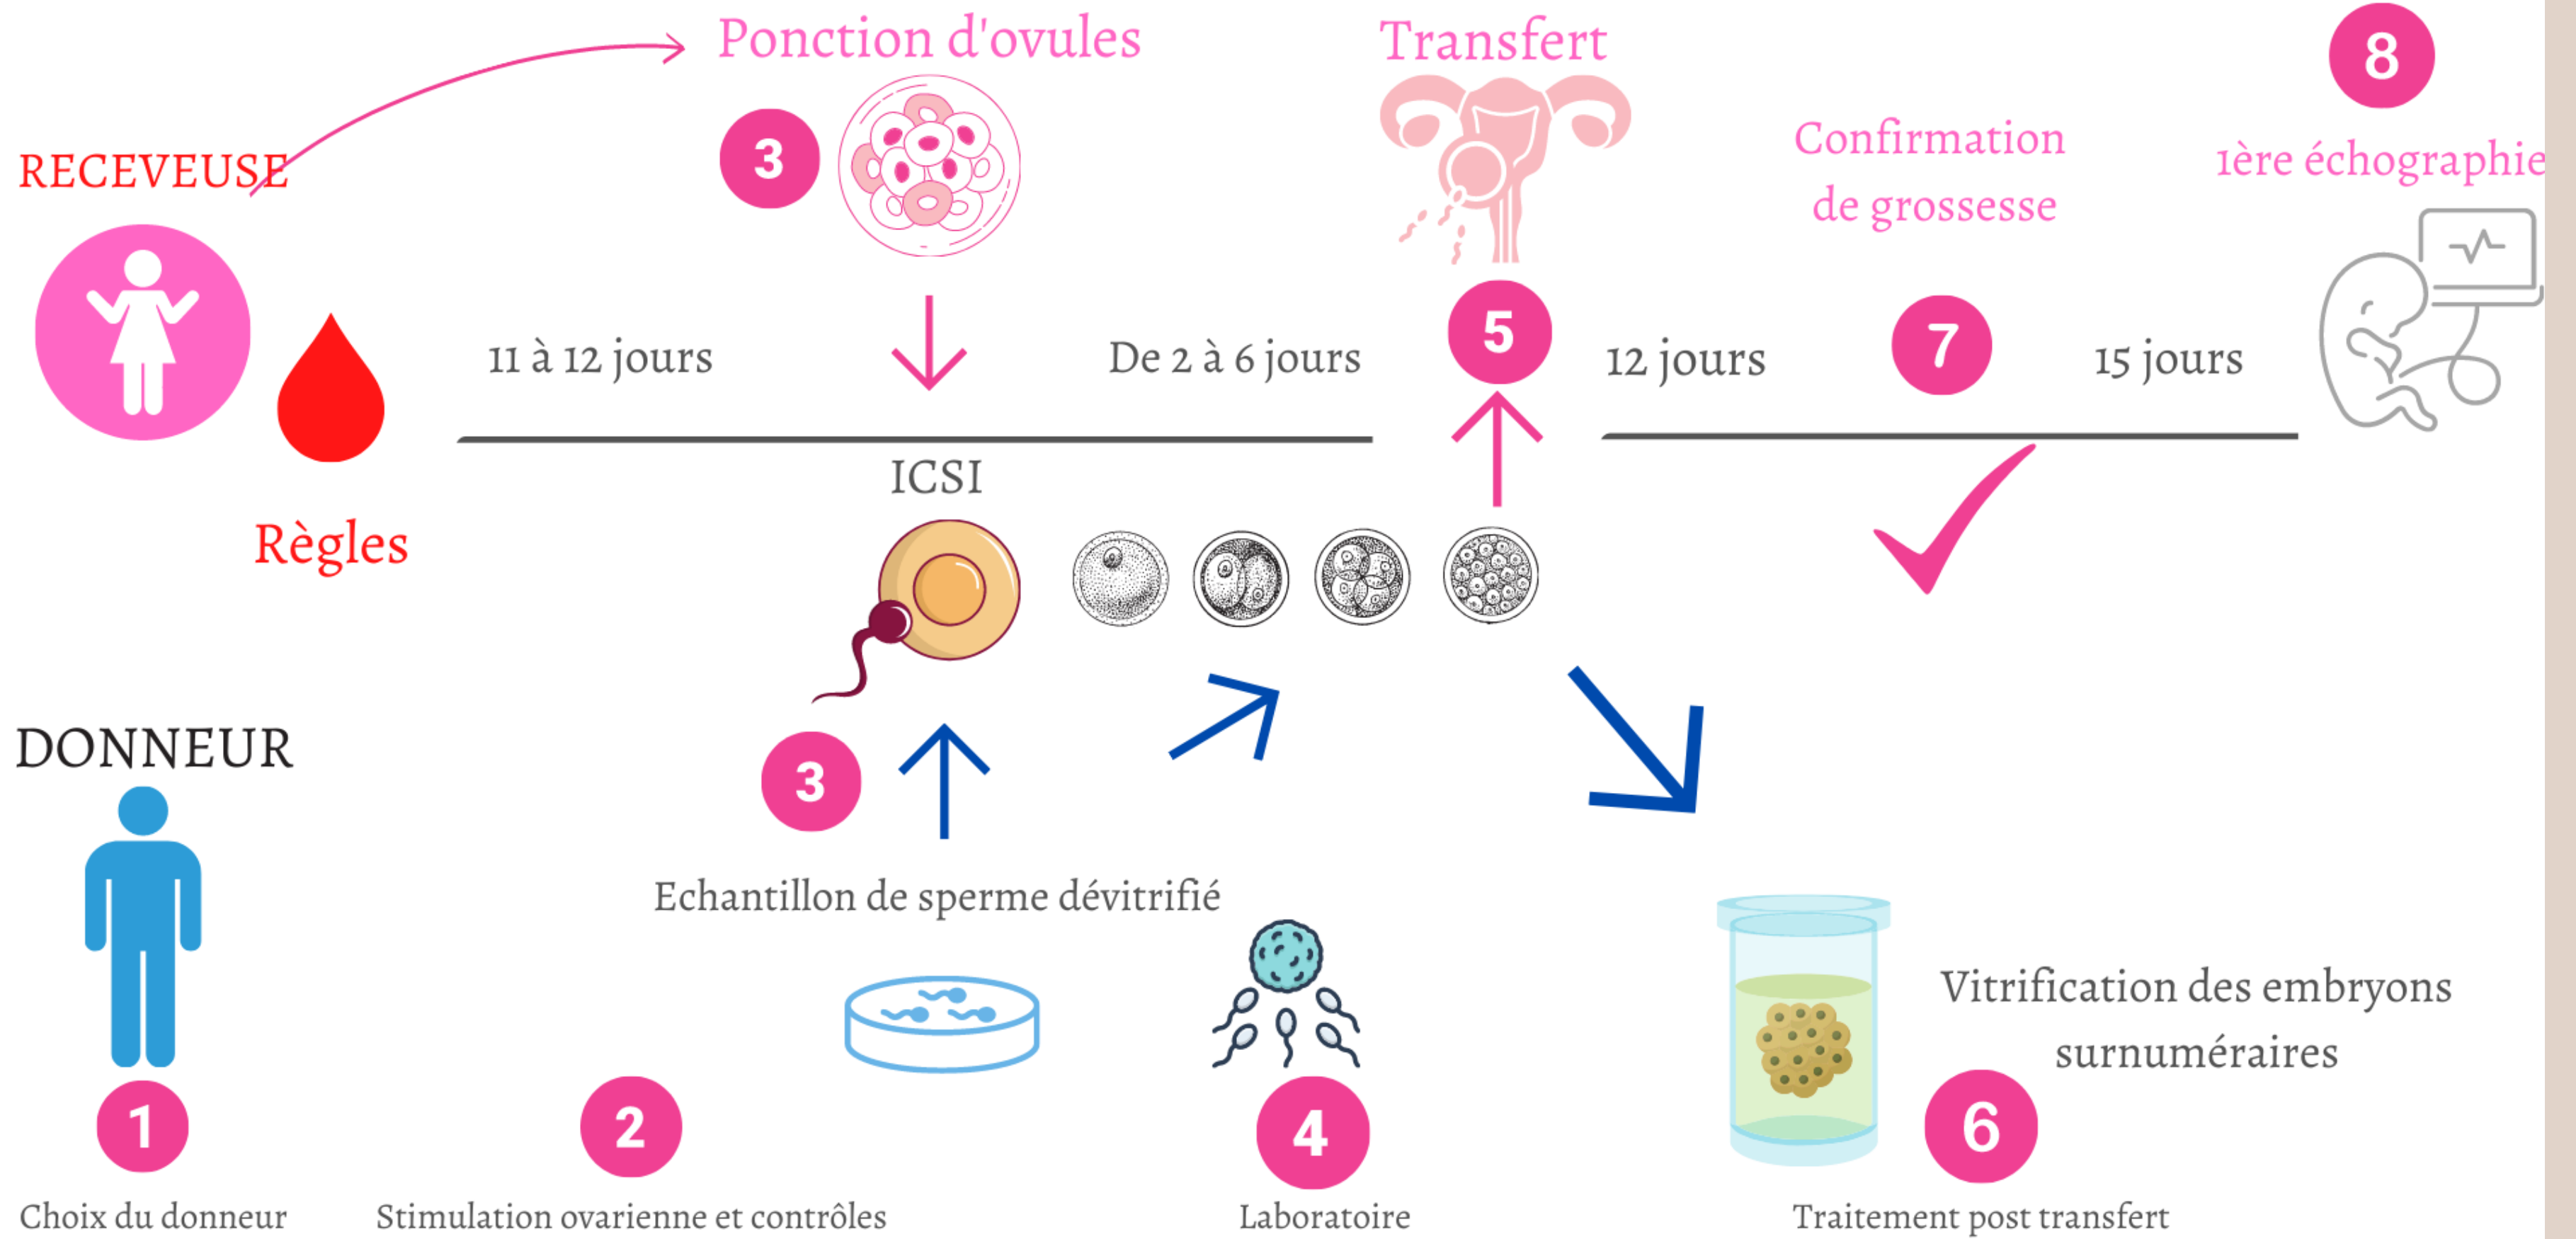 Ponction d'ovules
Transfert
8
RECEVEUSE
3
Confirmation
de grossesse
1ère échographie
11 à 12 jours
De 2 à 6 jours
5
12 jours
7
15 jours
ICSI
Règles
DONNEUR
3
Echantillon de sperme dévitrifié
Vitrification des embryons
surnuméraires
1
2
4
6
Choix du donneur
Stimulation ovarienne et contrôles
Laboratoire
Traitement post transfert